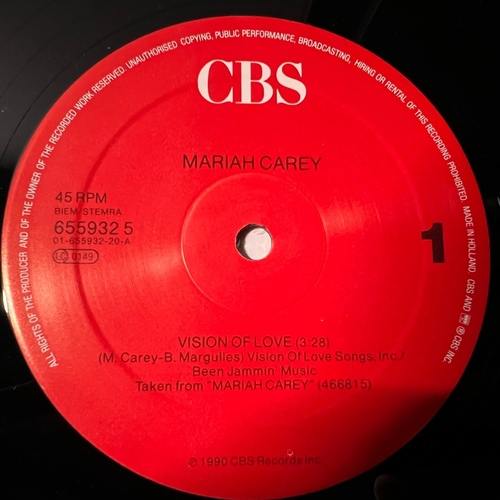 ALL RIGHTS OF THE PRODUCER AND OF THE OWNER OF THE RECORDED WORK RESERVED. UNAUTHORISED COPYING, PUBLIC PERFORMANCE, BROADCASTING, HIRING OR RENTAL OF THIS RECORDING PROHIBITED. MADE IN HOLLAND CBS AND ® CBS INC.
CBS
MARIAH CAREY
45 RPM
BIEM/STEMRA
655932 5
01-655932-20-A
LC 0149
1
VISION OF LOVE (3:28)
(M. Carey-B. Margulles) Vision Of Love Songs, Inc./
Been Jammin' Music
Taken from "MARIAH CAREY" (466815)
℗ 1990 CBS Records Inc.